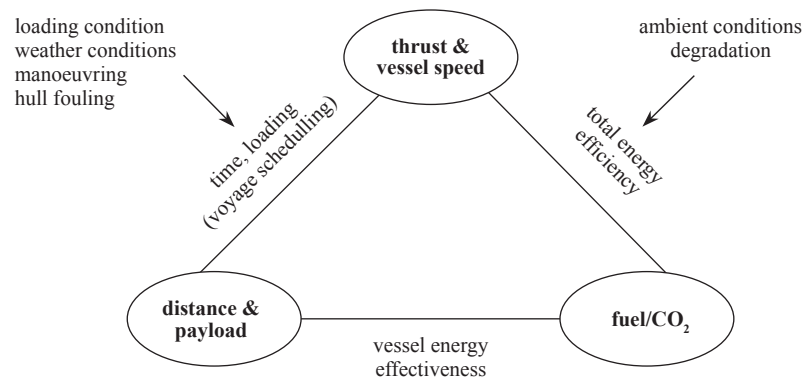 loading condition
weather conditions
manoeuvring
hull fouling
thrust &
vessel speed
ambient conditions
degradation
time, loading
(voyage schedulling)
total energy
efficiency
distance &
payload
fuel/CO₂
vessel energy
effectiveness